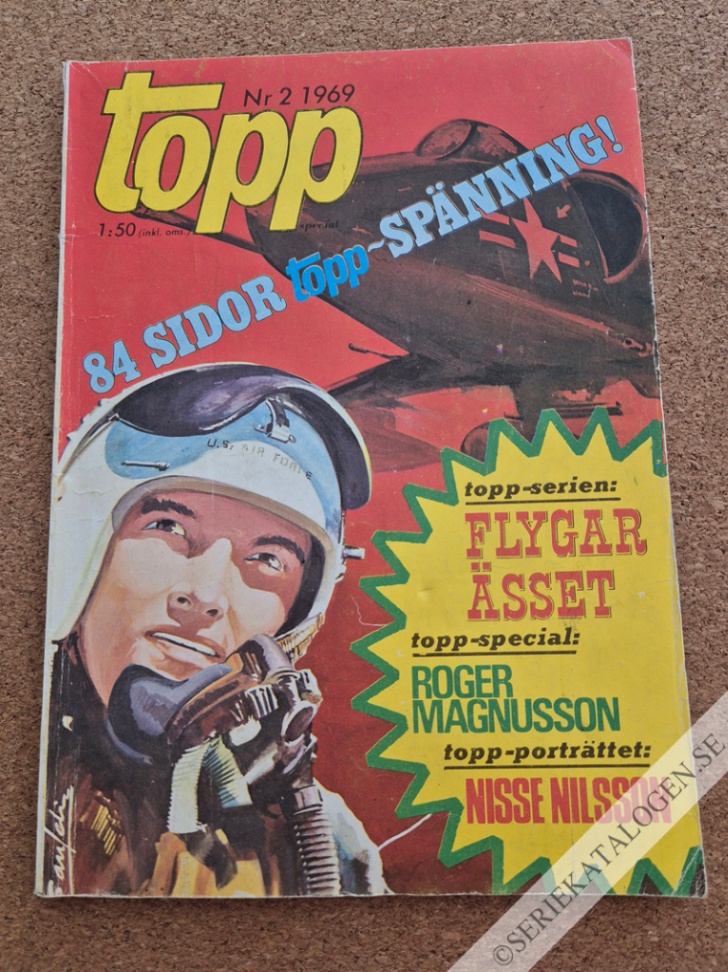 Nr 2 1969
topp
1:50 (inkl. oms.)
special
84 SIDOR topp-SPÄNNING!
U.S. AIR FORCE
topp-serien:
FLYGAR
ÄSSET
topp-special:
ROGER
MAGNUSSON
topp-porträttet:
NISSE NILSSON
©SERIEKATALOGEN.SE